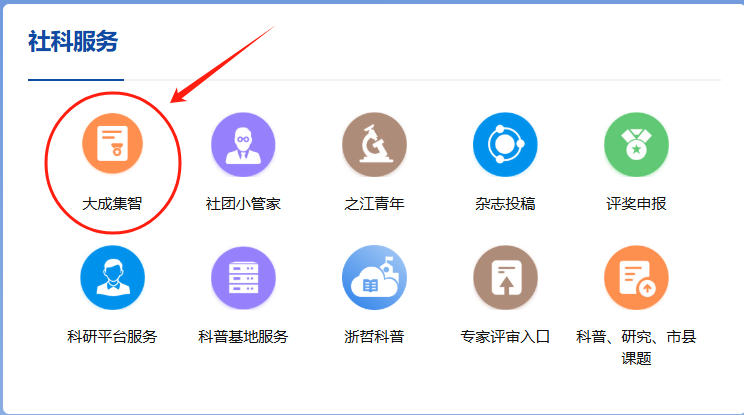 社科服务
大成集智
社团小管家
之江青年
杂志投稿
评奖申报
科研平台服务
科普基地服务
浙哲科普
专家评审入口
科普、研究、市县
课题